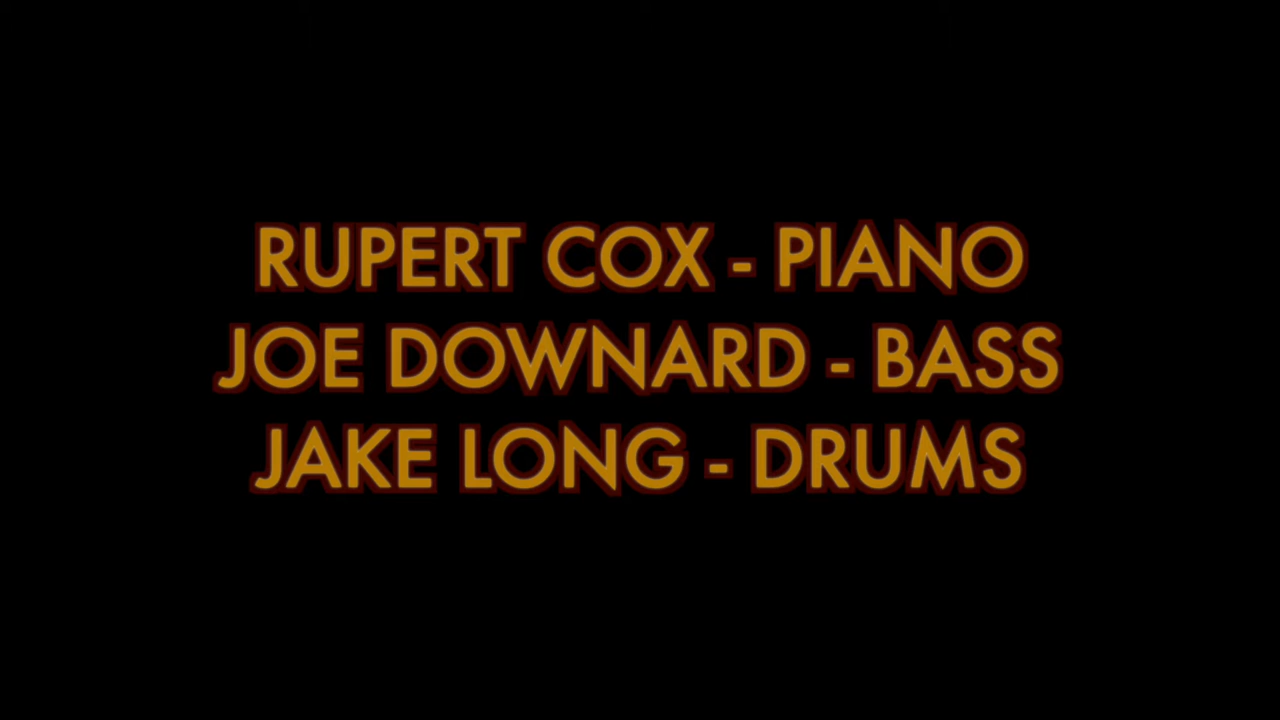 RUPERT COX - PIANO
JOE DOWNARD - BASS
JAKE LONG - DRUMS